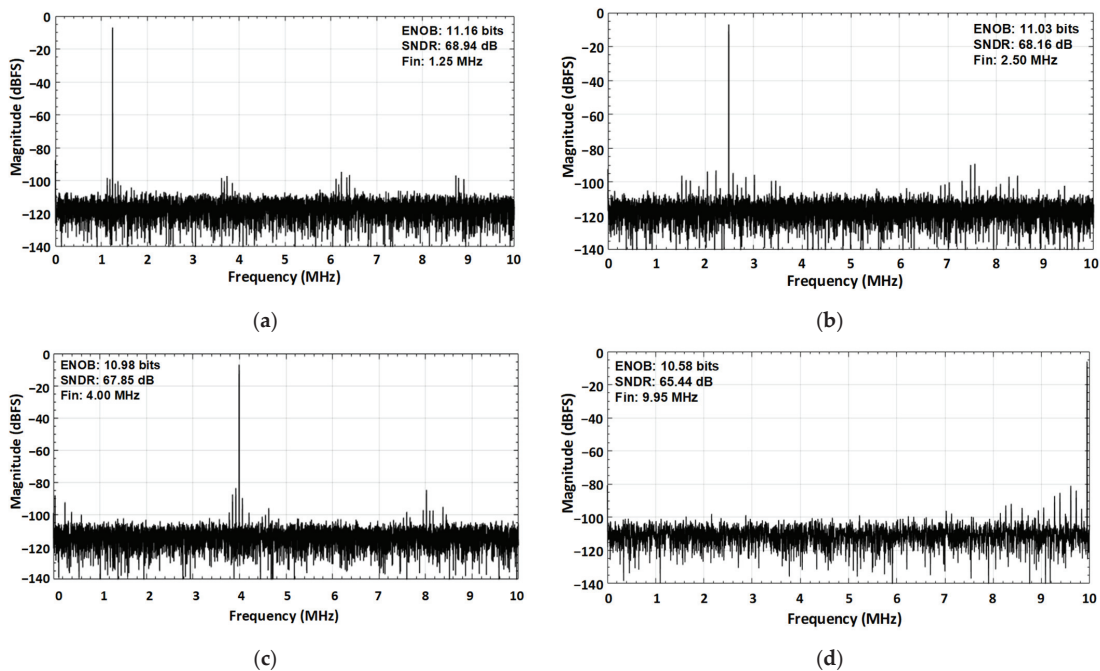 ENOB: 11.16 bits
SNDR: 68.94 dB
Fin: 1.25 MHz
Magnitude (dBFS)
0
−20
−40
−60
−80
−100
−120
−140
0 1 2 3 4 5 6 7 8 9 10
Frequency (MHz)
(a)
ENOB: 11.03 bits
SNDR: 68.16 dB
Fin: 2.50 MHz
Magnitude (dBFS)
0
−20
−40
−60
−80
−100
−120
−140
0 1 2 3 4 5 6 7 8 9 10
Frequency (MHz)
(b)
ENOB: 10.98 bits
SNDR: 67.85 dB
Fin: 4.00 MHz
Magnitude (dBFS)
0
−20
−40
−60
−80
−100
−120
−140
0 1 2 3 4 5 6 7 8 9 10
Frequency (MHz)
(c)
ENOB: 10.58 bits
SNDR: 65.44 dB
Fin: 9.95 MHz
Magnitude (dBFS)
0
−20
−40
−60
−80
−100
−120
−140
0 1 2 3 4 5 6 7 8 9 10
Frequency (MHz)
(d)